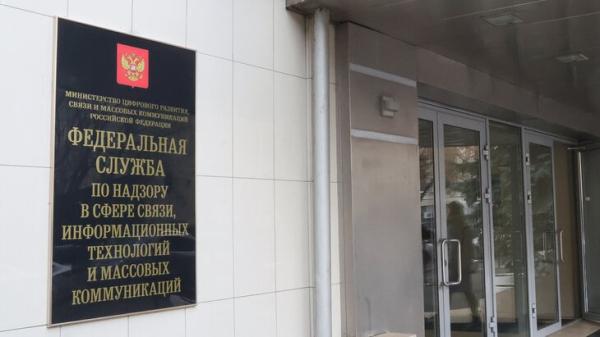 МИНИСТЕРСТВО ЦИФРОВОГО РАЗВИТИЯ,
СВЯЗИ И МАССОВЫХ КОММУНИКАЦИЙ
РОССИЙСКОЙ ФЕДЕРАЦИИ
ФЕДЕРАЛЬНАЯ
СЛУЖБА
ПО НАДЗОРУ
В СФЕРЕ СВЯЗИ,
ИНФОРМАЦИОННЫХ
ТЕХНОЛОГИЙ
И МАССОВЫХ
КОММУНИКАЦИЙ